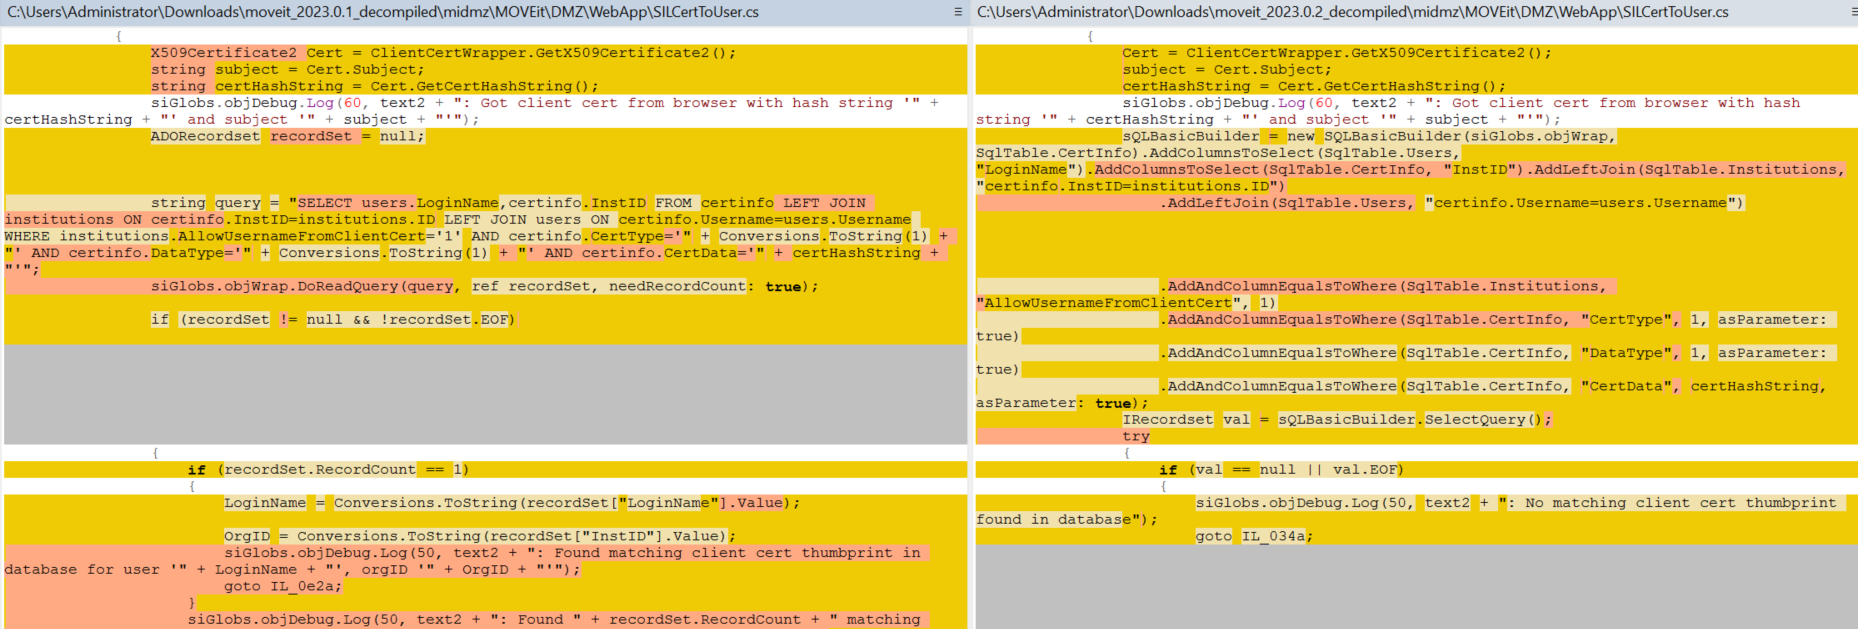 C:\Users\Administrator\Downloads\moveit_2023.0.1_decompiled\midmz\MOVEit\DMZ\WebApp\SILCertToUser.cs
{
X509Certificate2 Cert = ClientCertWrapper.GetX509Certificate2();
string subject = Cert.Subject;
string certHashString = Cert.GetCertHashString();
siGlobs.objDebug.Log(60, text2 + ": Got client cert from browser with hash string '" +
certHashString + "' and subject '" + subject + "'");
ADORecordset recordSet = null;
string query = "SELECT users.LoginName,certinfo.InstID FROM certinfo LEFT JOIN
institutions ON certinfo.InstID=institutions.ID LEFT JOIN users ON certinfo.Username=users.Username
WHERE institutions.AllowUsernameFromClientCert='1' AND certinfo.CertType='" + Conversions.ToString(1) +
"' AND certinfo.DataType='" + Conversions.ToString(1) + "' AND certinfo.CertData='" + certHashString +
"'";
siGlobs.objWrap.DoReadQuery(query, ref recordSet, needRecordCount: true);
if (recordSet != null && !recordSet.EOF)
{
if (recordSet.RecordCount == 1)
{
LoginName = Conversions.ToString(recordSet["LoginName"].Value);
OrgID = Conversions.ToString(recordSet["InstID"].Value);
siGlobs.objDebug.Log(50, text2 + ": Found matching client cert thumbprint in
database for user '" + LoginName + "', orgID '" + OrgID + "'");
goto IL_0e2a;
}
siGlobs.objDebug.Log(50, text2 + ": Found " + recordSet.RecordCount + " matching
C:\Users\Administrator\Downloads\moveit_2023.0.2_decompiled\midmz\MOVEit\DMZ\WebApp\SILCertToUser.cs
{
Cert = ClientCertWrapper.GetX509Certificate2();
subject = Cert.Subject;
certHashString = Cert.GetCertHashString();
siGlobs.objDebug.Log(60, text2 + ": Got client cert from browser with hash
string '" + certHashString + "' and subject '" + subject + "'");
sQLBasicBuilder = new SQLBasicBuilder(siGlobs.objWrap,
SqlTable.CertInfo).AddColumnsToSelect(SqlTable.Users,
"LoginName").AddColumnsToSelect(SqlTable.CertInfo, "InstID").AddLeftJoin(SqlTable.Institutions,
"certinfo.InstID=institutions.ID")
.AddLeftJoin(SqlTable.Users, "certinfo.Username=users.Username")
.AddAndColumnEqualsToWhere(SqlTable.Institutions,
"AllowUsernameFromClientCert", 1)
.AddAndColumnEqualsToWhere(SqlTable.CertInfo, "CertType", 1, asParameter:
true)
.AddAndColumnEqualsToWhere(SqlTable.CertInfo, "DataType", 1, asParameter:
true)
.AddAndColumnEqualsToWhere(SqlTable.CertInfo, "CertData", certHashString,
asParameter: true);
IRecordset val = sQLBasicBuilder.SelectQuery();
try
{
if (val == null || val.EOF)
{
siGlobs.objDebug.Log(50, text2 + ": No matching client cert thumbprint
found in database");
goto IL_034a;